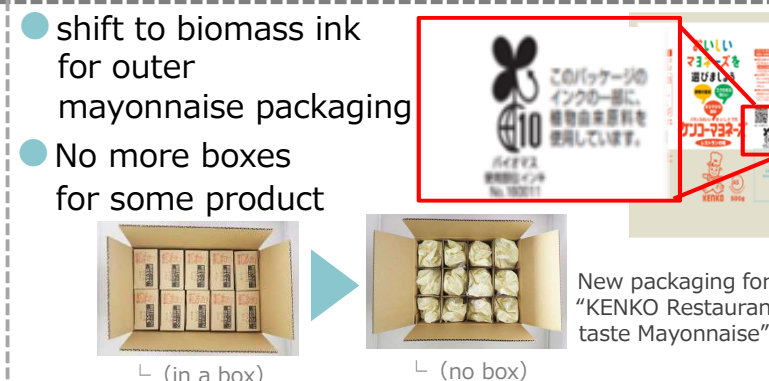 shift to biomass ink
for outer
mayonnaise packaging
No more boxes
for some product
このパッケージの
インクの一部に、
植物由来原料を
使用しています。
10
バイオマス
No.160011
おいしい
マヨネーズを
選びましょう
ケンコーマヨネーズ
KENKO 500g
New packaging for
“KENKO Restauran
taste Mayonnaise”
└ (in a box)
└ (no box)